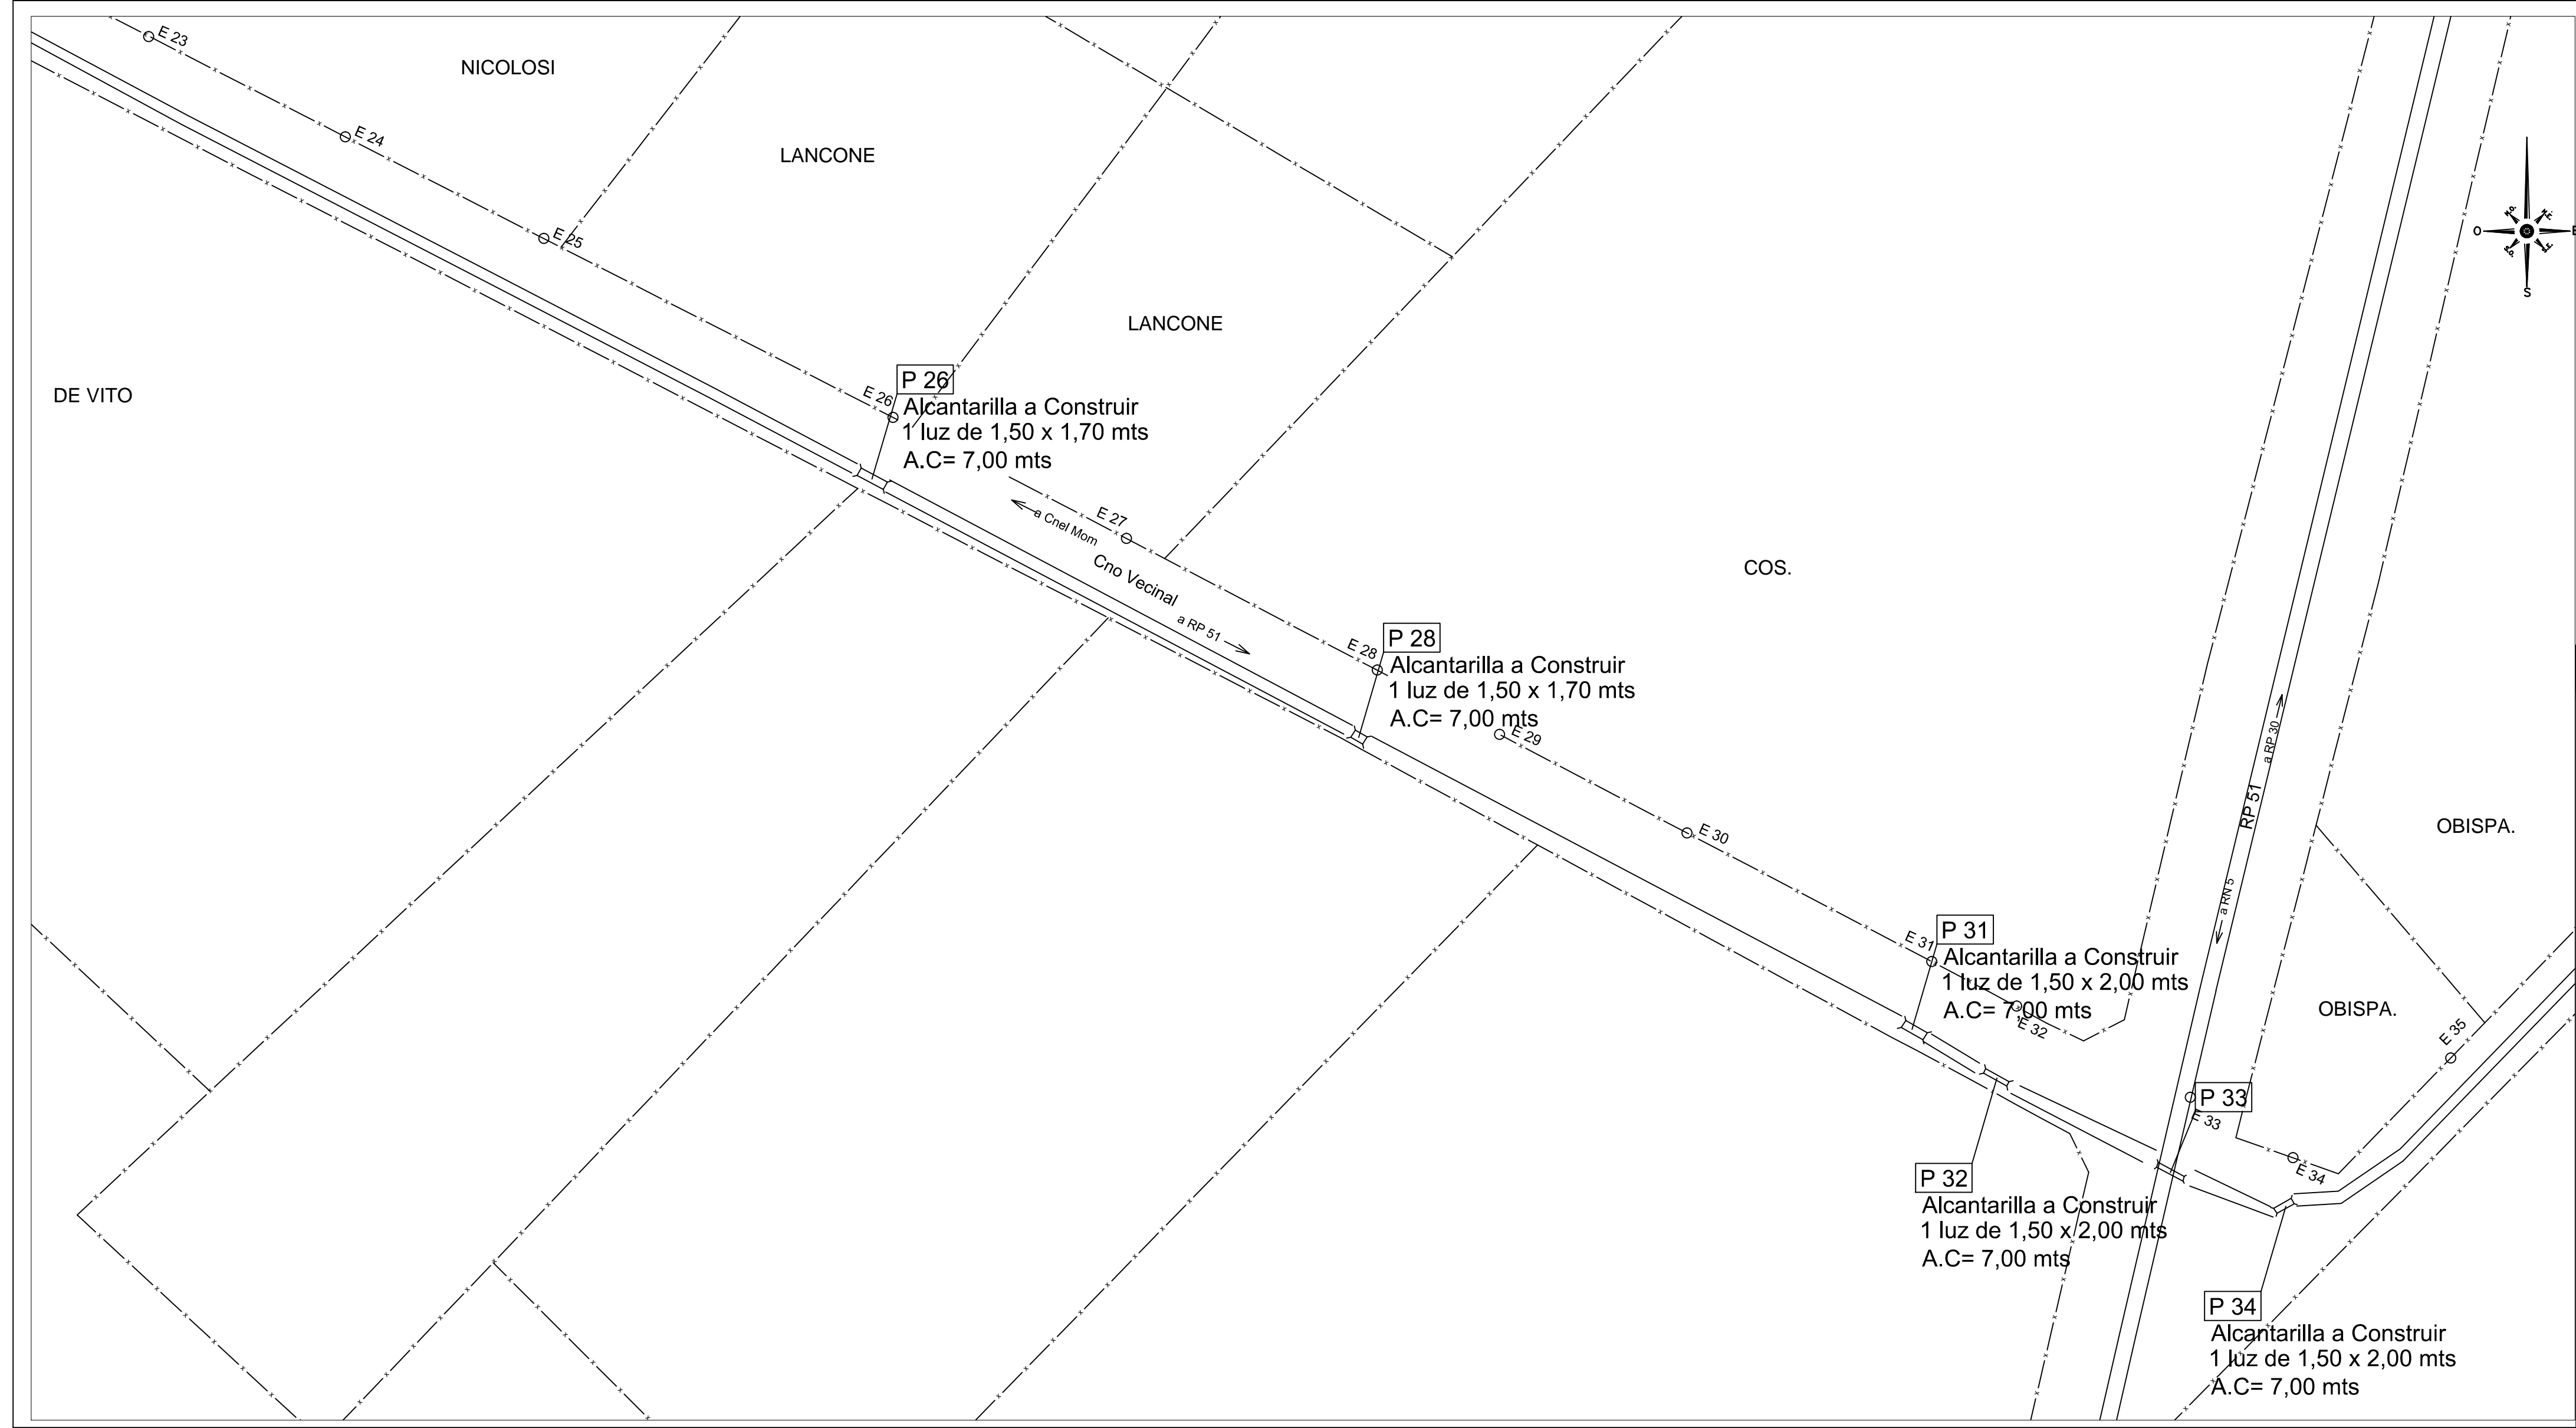 E 23
NICOLOSI
E 24
LANCONE
E 25
N.O.
N.E.
O
E
S.O.
S.E.
S
LANCONE
DE VITO
P 26
E 26
Alcantarilla a Construir
1 luz de 1,50 x 1,70 mts
A.C= 7,00 mts
E 27
a Cnel Mom
Cno Vecinal
a RP 51
COS.
P 28
E 28
Alcantarilla a Construir
1 luz de 1,50 x 1,70 mts
A.C= 7,00 mts
E 29
E 30
a RP 30
RP 51
a RN 5
OBISPA.
P 31
E 31
Alcantarilla a Construir
1 luz de 1,50 x 2,00 mts
A.C= 7,00 mts
E 32
OBISPA.
E 35
P 33
E 33
E 34
P 32
Alcantarilla a Construir
1 luz de 1,50 x 2,00 mts
A.C= 7,00 mts
P 34
Alcantarilla a Construir
1 luz de 1,50 x 2,00 mts
A.C= 7,00 mts